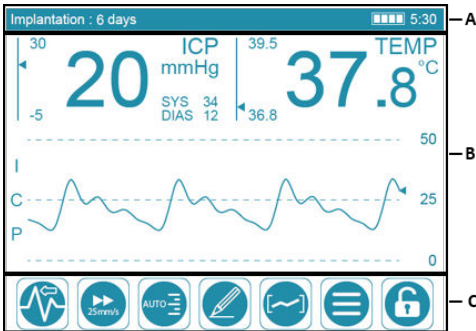 Implantation : 6 days 5:30 A
30 ICP 39.5 TEMP
20 mmHg 37.8 °C
SYS 34
-5 DIAS 12 36.8
50
B
I
C 25
P
0
25mm/s AUTO C